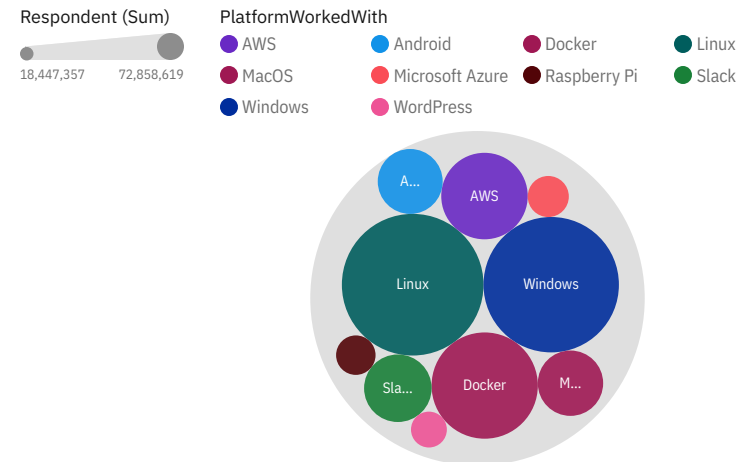 Respondent (Sum)
18,447,357 72,858,619
PlatformWorkedWith
AWS Android Docker Linux
MacOS Microsoft Azure Raspberry Pi Slack
Windows WordPress
A... AWS
Linux Windows
Sla... Docker M...